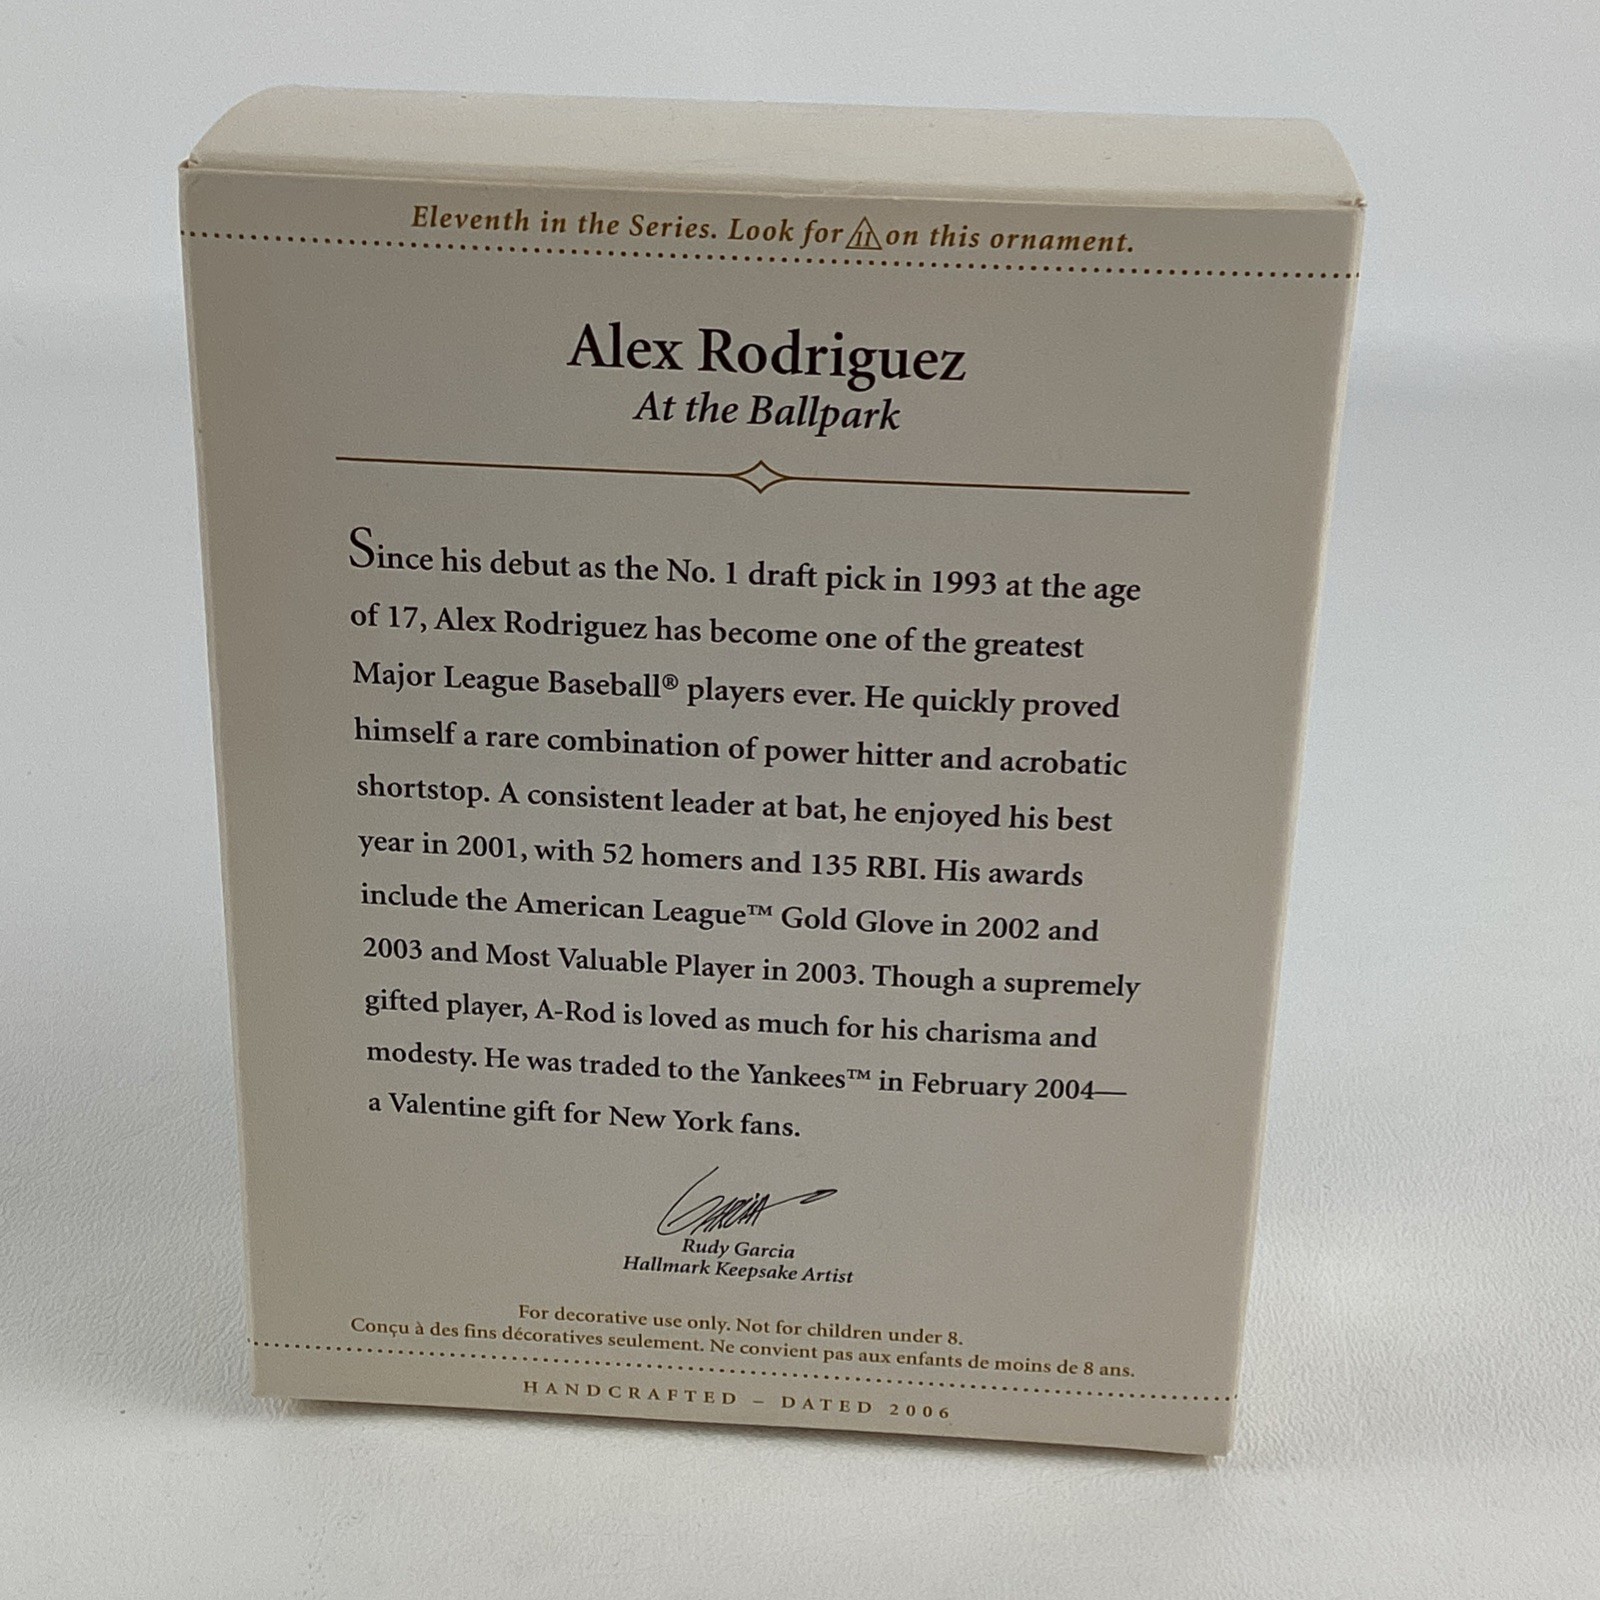 Eleventh in the Series. Look for 11 on this ornament.
Alex Rodriguez
At the Ballpark
Since his debut as the No. 1 draft pick in 1993 at the age
of 17, Alex Rodriguez has become one of the greatest
Major League Baseball® players ever. He quickly proved
himself a rare combination of power hitter and acrobatic
shortstop. A consistent leader at bat, he enjoyed his best
year in 2001, with 52 homers and 135 RBI. His awards
include the American League™ Gold Glove in 2002 and
2003 and Most Valuable Player in 2003. Though a supremely
gifted player, A-Rod is loved as much for his charisma and
modesty. He was traded to the Yankees™ in February 2004—
a Valentine gift for New York fans.
GARCIA
Rudy Garcia
Hallmark Keepsake Artist
For decorative use only. Not for children under 8.
Conçu à des fins décoratives seulement. Ne convient pas aux enfants de moins de 8 ans.
HANDCRAFTED – DATED 2006